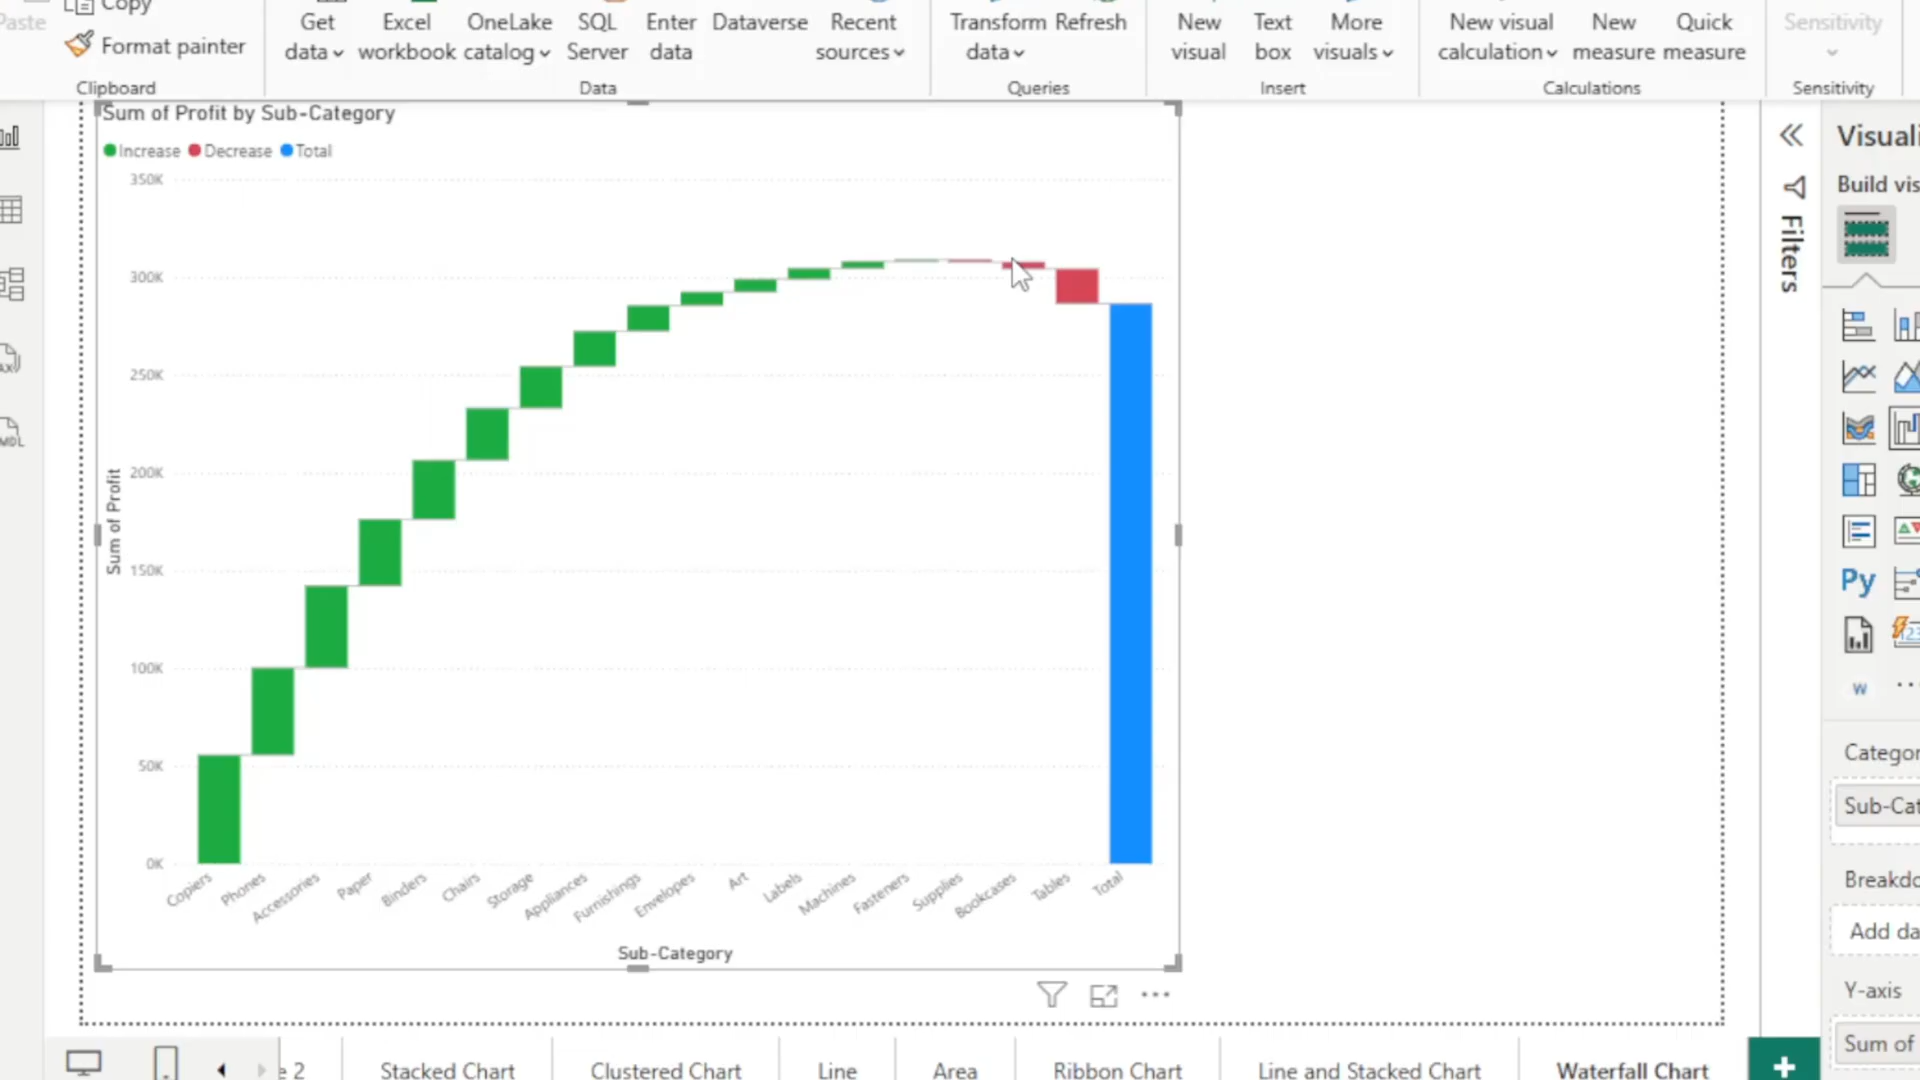 Paste
Copy
Format painter
Clipboard
Get data
Excel workbook
OneLake catalog
SQL Server
Enter data
Dataverse
Recent sources
Data
Transform data
Refresh
Queries
New visual
Text box
More visuals
Insert
New visual calculation
New measure
Quick measure
Calculations
Sensitivity
Sensitivity
Sum of Profit by Sub-Category
Increase Decrease Total
350K
300K
250K
200K
150K
100K
50K
0K
Sum of Profit
Copiers
Phones
Accessories
Paper
Binders
Chairs
Storage
Appliances
Furnishings
Envelopes
Art
Labels
Machines
Fasteners
Supplies
Bookcases
Tables
Total
Sub-Category
Filters
Visuali
Build vis
Py
123
W
Categor
Sub-Cat
Breakdo
Add da
Y-axis
Sum of
e 2
Stacked Chart
Clustered Chart
Line
Area
Ribbon Chart
Line and Stacked Chart
Waterfall Chart